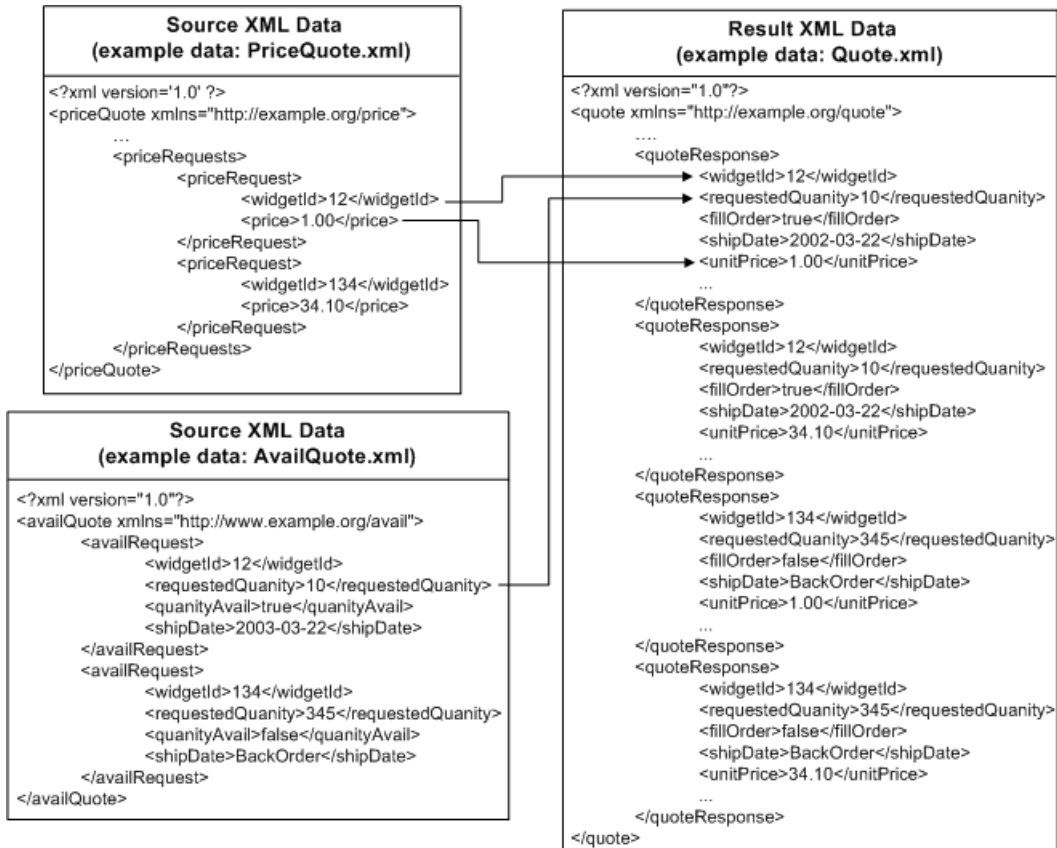 Source XML Data
(example data: PriceQuote.xml)
<?xml version='1.0' ?>
<priceQuote xmlns="http://example.org/price">
...
<priceRequests>
<priceRequest>
<widgetId>12</widgetId>
<price>1.00</price>
</priceRequest>
<priceRequest>
<widgetId>134</widgetId>
<price>34.10</price>
</priceRequest>
</priceRequests>
</priceQuote>
Source XML Data
(example data: AvailQuote.xml)
<?xml version="1.0"?>
<availQuote xmlns="http://www.example.org/avail">
<availRequest>
<widgetId>12</widgetId>
<requestedQuanity>10</requestedQuanity>
<quanityAvail>true</quanityAvail>
<shipDate>2003-03-22</shipDate>
</availRequest>
<availRequest>
<widgetId>134</widgetId>
<requestedQuanity>345</requestedQuanity>
<quanityAvail>false</quanityAvail>
<shipDate>BackOrder</shipDate>
</availRequest>
</availQuote>
Result XML Data
(example data: Quote.xml)
<?xml version="1.0"?>
<quote xmlns="http://example.org/quote">
....
<quoteResponse>
<widgetId>12</widgetId>
<requestedQuanity>10</requestedQuanity>
<fillOrder>true</fillOrder>
<shipDate>2002-03-22</shipDate>
<unitPrice>1.00</unitPrice>
...
</quoteResponse>
<quoteResponse>
<widgetId>12</widgetId>
<requestedQuanity>10</requestedQuanity>
<fillOrder>true</fillOrder>
<shipDate>2002-03-22</shipDate>
<unitPrice>34.10</unitPrice>
...
</quoteResponse>
<quoteResponse>
<widgetId>134</widgetId>
<requestedQuanity>345</requestedQuanity>
<fillOrder>false</fillOrder>
<shipDate>BackOrder</shipDate>
<unitPrice>1.00</unitPrice>
...
</quoteResponse>
<quoteResponse>
<widgetId>134</widgetId>
<requestedQuanity>345</requestedQuanity>
<fillOrder>false</fillOrder>
<shipDate>BackOrder</shipDate>
<unitPrice>34.10</unitPrice>
...
</quoteResponse>
</quote>